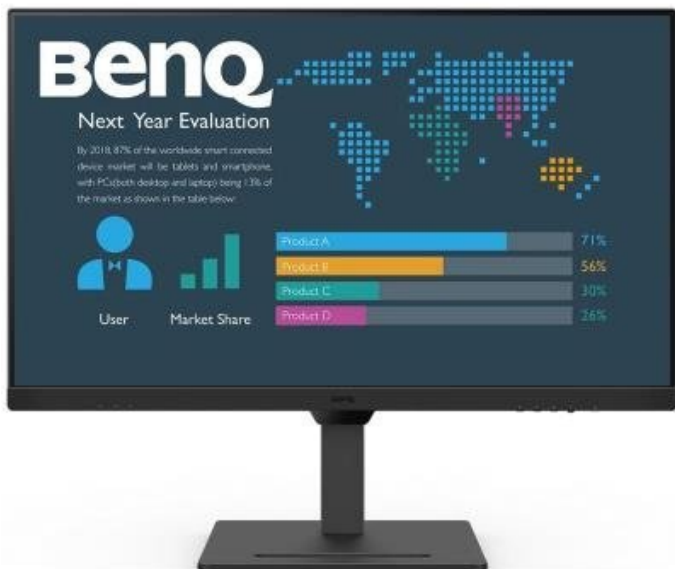 BenQ
Next Year Evaluation
By 2018, 87% of the worldwide smart connected
device market will be tablets and smartphone,
with PCs(both desktop and laptop) being 13% of
the market as shown in the table below:
User
Market Share
Product A
71%
Product B
56%
Product C
30%
Product D
26%
BenQ